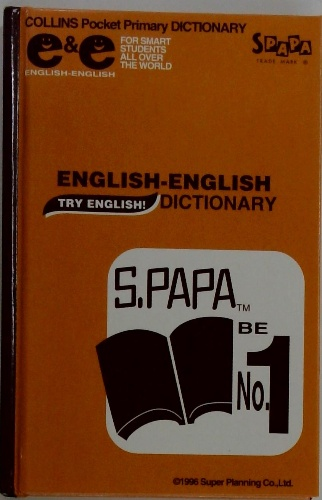 COLLINS Pocket Primary DICTIONARY
e&e
FOR SMART
STUDENTS
ALL OVER
THE WORLD
ENGLISH-ENGLISH
SPAPA
TRADE MARK ®
ENGLISH-ENGLISH
TRY ENGLISH! DICTIONARY
S.PAPA TM
BE
No.1
©1996 Super Planning Co.,Ltd.